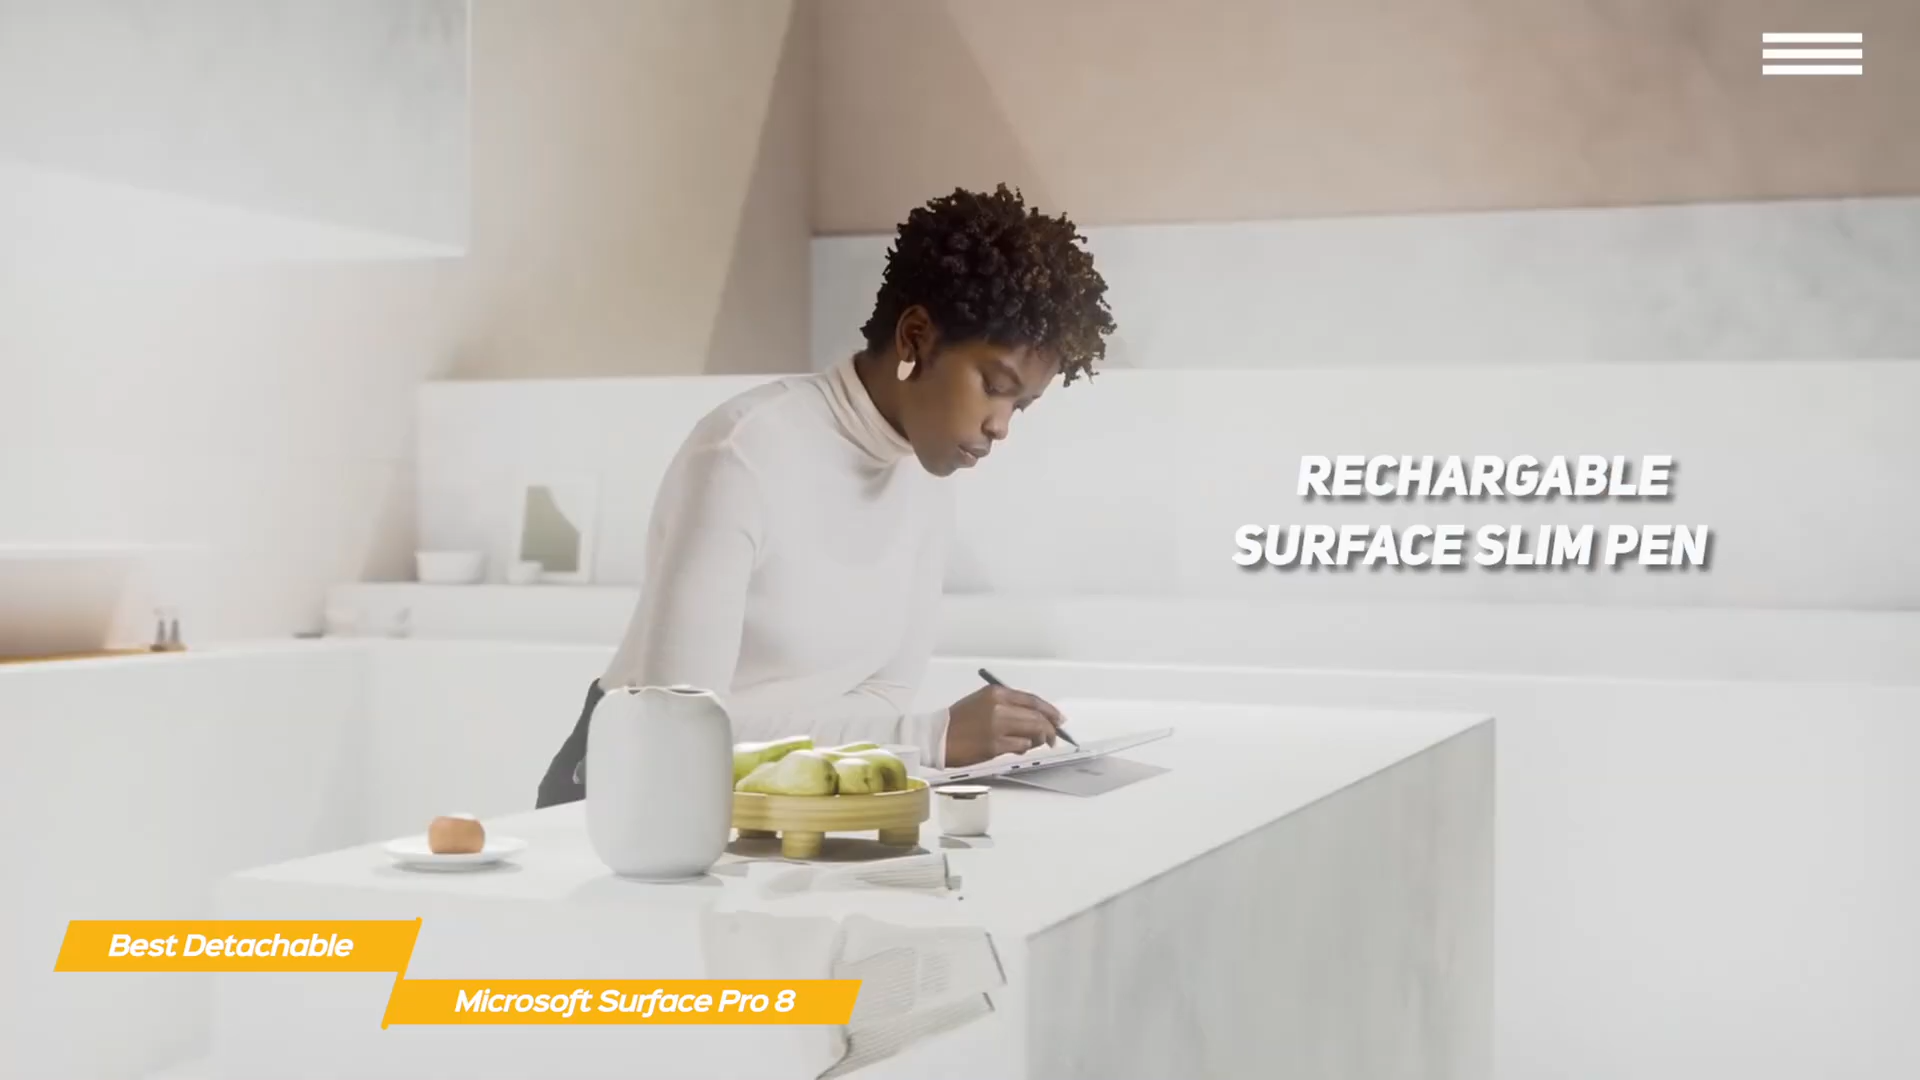 RECHARGABLE
SURFACE SLIM PEN
Best Detachable
Microsoft Surface Pro 8